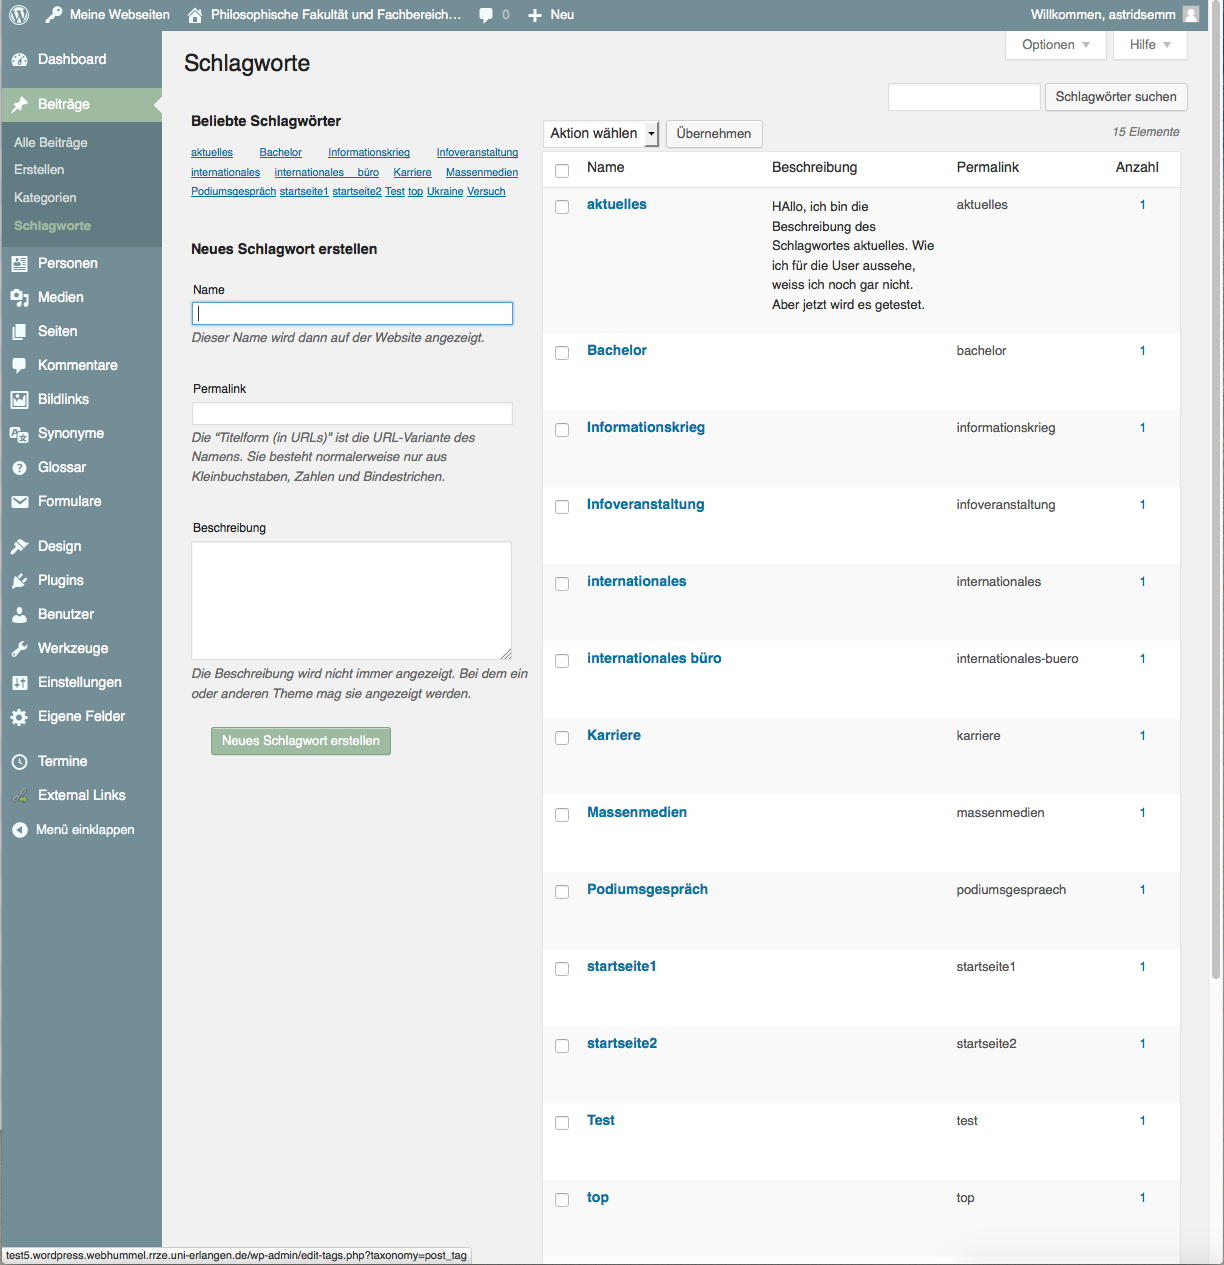 Meine Webseiten
Philosophische Fakultät und Fachbereich...
0
Neu
Willkommen, astridsemm
Dashboard
Beiträge
Alle Beiträge
Erstellen
Kategorien
Schlagworte
Personen
Medien
Seiten
Kommentare
Bildlinks
Synonyme
Glossar
Formulare
Design
Plugins
Benutzer
Werkzeuge
Einstellungen
Eigene Felder
Termine
External Links
Menü einklappen
Optionen
Hilfe
Schlagworte
Schlagwörter suchen
Beliebte Schlagwörter
aktuelles Bachelor Informationskrieg Infoveranstaltung
internationales internationales büro Karriere Massenmedien
Podiumsgespräch startseite1 startseite2 Test top Ukraine Versuch
Neues Schlagwort erstellen
Name
Dieser Name wird dann auf der Website angezeigt.
Permalink
Die “Titelform (in URLs)” ist die URL-Variante des
Namens. Sie besteht normalerweise nur aus
Kleinbuchstaben, Zahlen und Bindestrichen.
Beschreibung
Die Beschreibung wird nicht immer angezeigt. Bei dem ein
oder anderen Theme mag sie angezeigt werden.
Neues Schlagwort erstellen
Aktion wählen
Übernehmen
15 Elemente
Name Beschreibung Permalink Anzahl
aktuelles HAllo, ich bin die aktuelles 1
Beschreibung des
Schlagwortes aktuelles. Wie
ich für die User aussehe,
weiss ich noch gar nicht.
Aber jetzt wird es getestet.
Bachelor bachelor 1
Informationskrieg informationskrieg 1
Infoveranstaltung infoveranstaltung 1
internationales internationales 1
internationales büro internationales-buero 1
Karriere karriere 1
Massenmedien massenmedien 1
Podiumsgespräch podiumsgespraech 1
startseite1 startseite1 1
startseite2 startseite2 1
Test test 1
top top 1
test5.wordpress.webhummel.rrze.uni-erlangen.de/wp-admin/edit-tags.php?taxonomy=post_tag